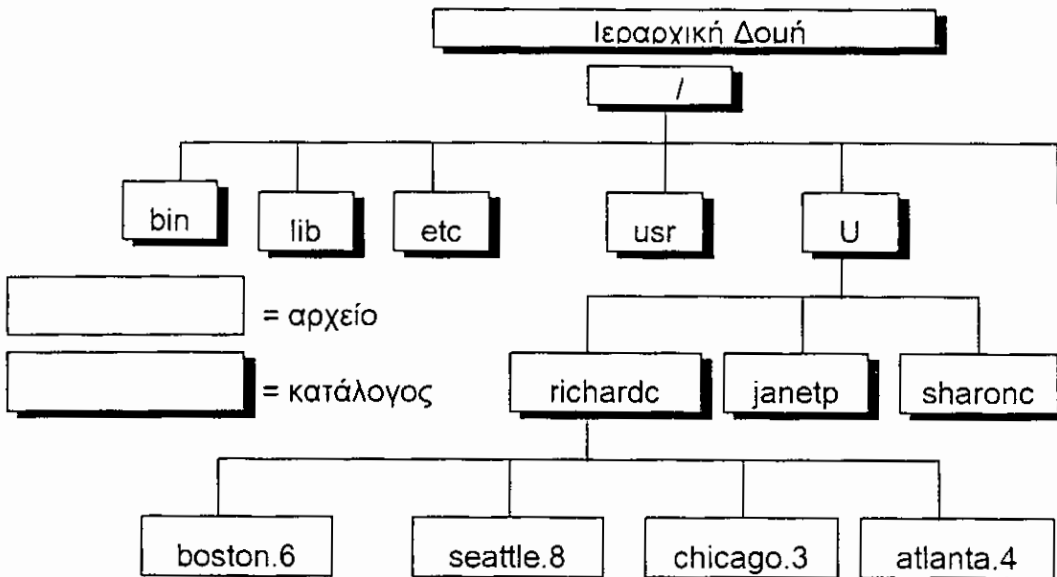 Ιεραρχική Δομή
/
bin lib etc usr U
= αρχείο
= κατάλογος
richardc janetp sharonc
boston.6 seattle.8 chicago.3 atlanta.4